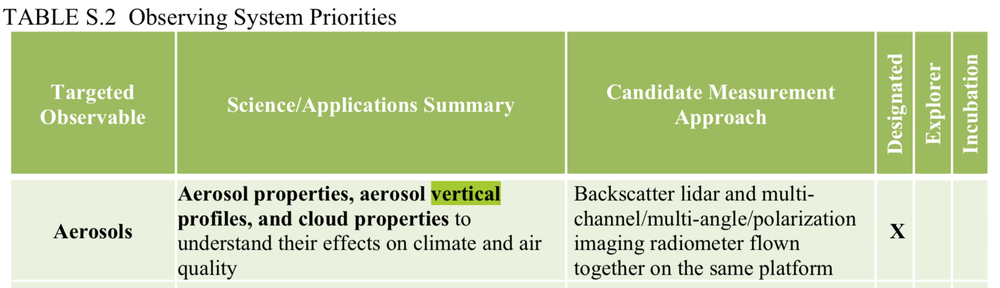 TABLE S.2 Observing System Priorities
Targeted
Observable
Science/Applications Summary
Candidate Measurement
Approach
Designated
Explorer
Incubation
Aerosols
Aerosol properties, aerosol vertical
profiles, and cloud properties to
understand their effects on climate and air
quality
Backscatter lidar and multi-
channel/multi-angle/polarization
imaging radiometer flown
together on the same platform
X